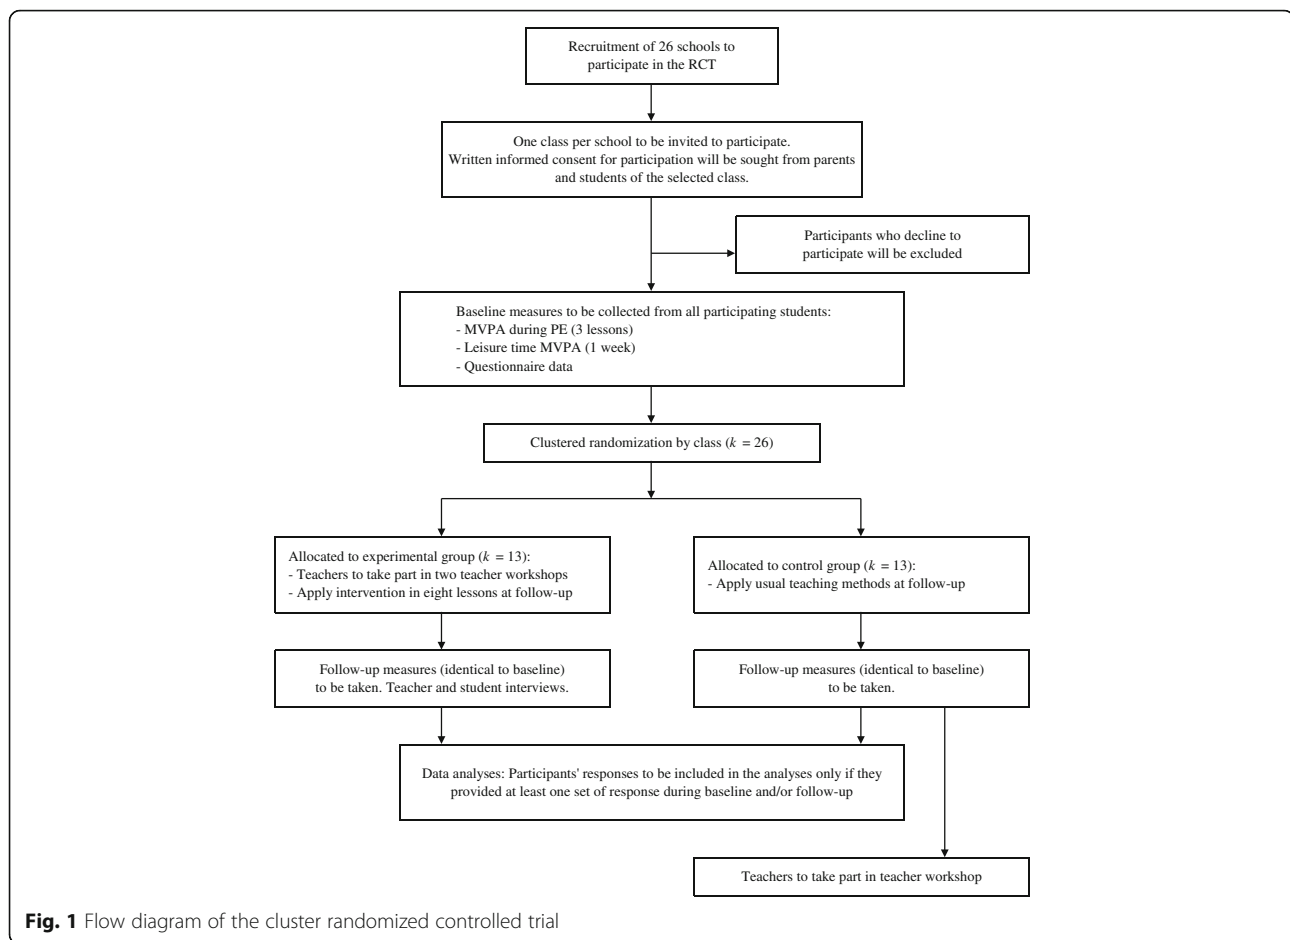 Recruitment of 26 schools to
participate in the RCT
One class per school to be invited to participate.
Written informed consent for participation will be sought from parents
and students of the selected class.
Participants who decline to
participate will be excluded
Baseline measures to be collected from all participating students:
- MVPA during PE (3 lessons)
- Leisure time MVPA (1 week)
- Questionnaire data
Clustered randomization by class (k = 26)
Allocated to experimental group (k = 13):
- Teachers to take part in two teacher workshops
- Apply intervention in eight lessons at follow-up
Allocated to control group (k = 13):
- Apply usual teaching methods at follow-up
Follow-up measures (identical to baseline)
to be taken. Teacher and student interviews.
Follow-up measures (identical to baseline)
to be taken.
Data analyses: Participants' responses to be included in the analyses only if they
provided at least one set of response during baseline and/or follow-up
Teachers to take part in teacher workshop
Fig. 1 Flow diagram of the cluster randomized controlled trial